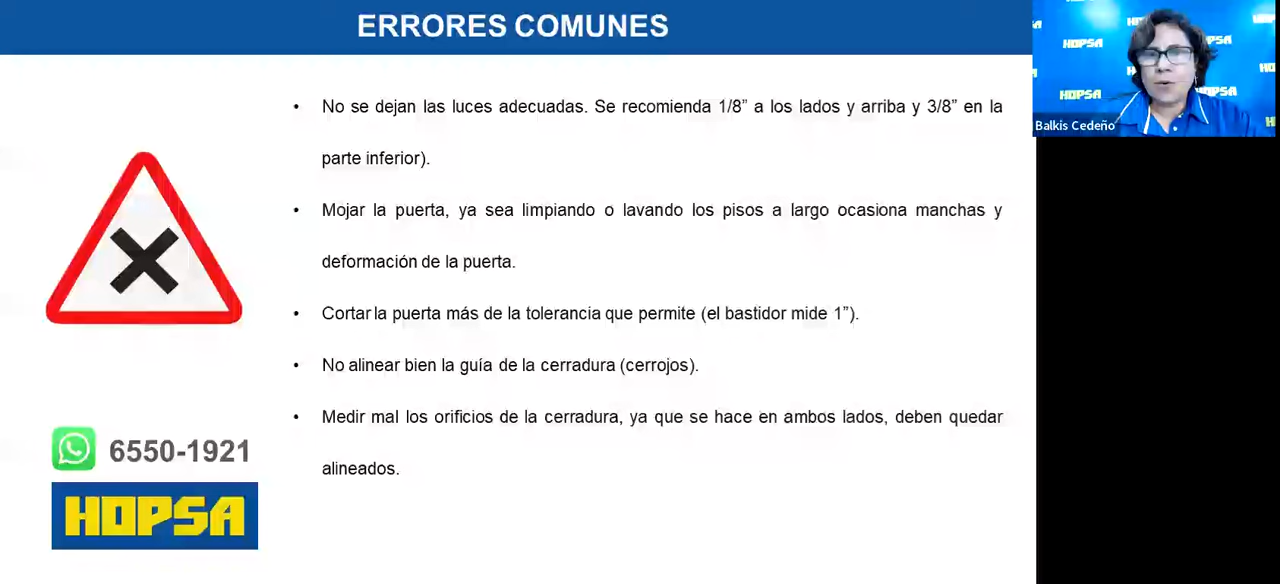 ERRORES COMUNES
• No se dejan las luces adecuadas. Se recomienda 1/8” a los lados y arriba y 3/8” en la
parte inferior).
• Mojar la puerta, ya sea limpiando o lavando los pisos a largo ocasiona manchas y
deformación de la puerta.
• Cortar la puerta más de la tolerancia que permite (el bastidor mide 1”).
• No alinear bien la guía de la cerradura (cerrojos).
• Medir mal los orificios de la cerradura, ya que se hace en ambos lados, deben quedar
alineados.
6550-1921
HOPSA
HOPSA
HOPSA
Balkis Cedeño